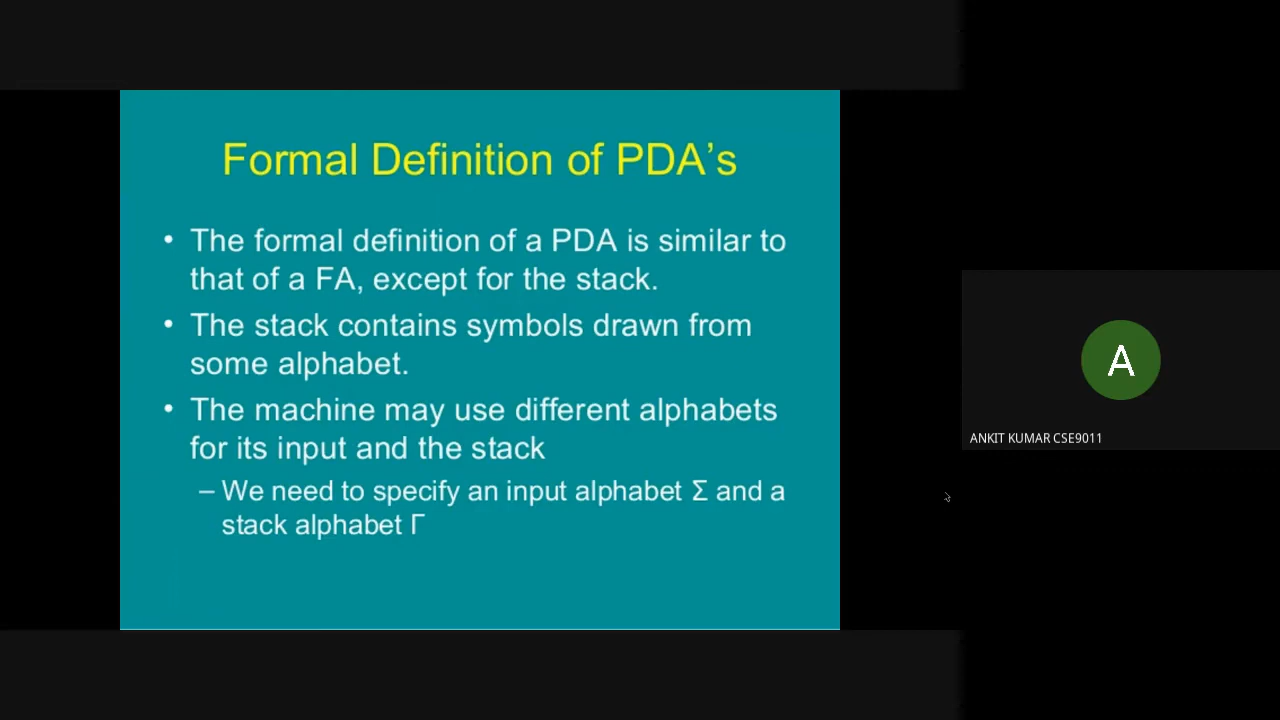 Formal Definition of PDA’s
• The formal definition of a PDA is similar to
that of a FA, except for the stack.
• The stack contains symbols drawn from
some alphabet.
• The machine may use different alphabets
for its input and the stack
– We need to specify an input alphabet Σ and a
stack alphabet Γ
A
ANKIT KUMAR CSE9011